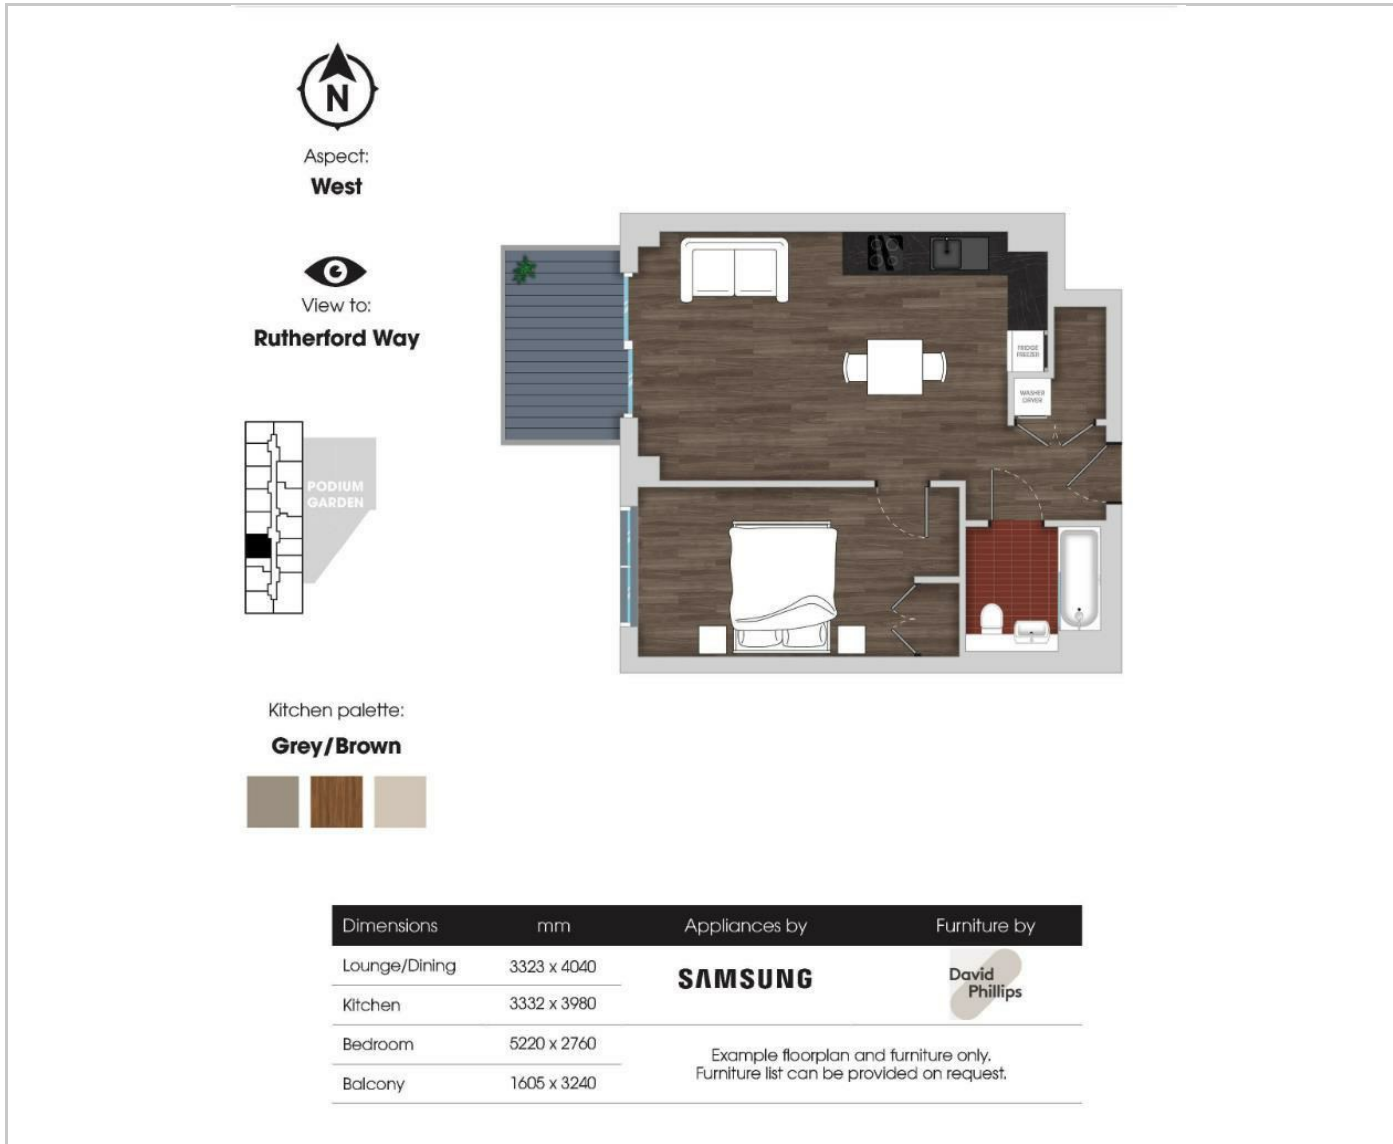 N
Aspect:
West
View to:
Rutherford Way
PODIUM
GARDEN
FRIDGE
FREEZER
WASHER
DRYER
Kitchen palette:
Grey/Brown
Dimensions mm Appliances by Furniture by
Lounge/Dining 3323 x 4040
SAMSUNG
David
Phillips
Kitchen 3332 x 3980
Bedroom 5220 x 2760
Example floorplan and furniture only.
Furniture list can be provided on request.
Balcony 1605 x 3240